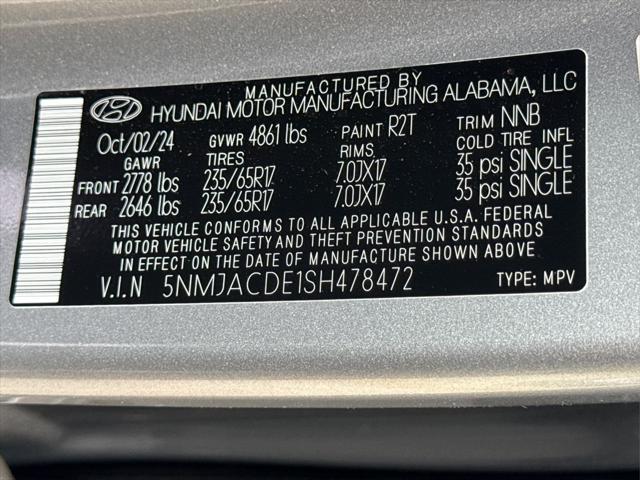 MANUFACTURED BY
HYUNDAI MOTOR MANUFACTURING ALABAMA, LLC
Oct/02/24 GVWR 4861 lbs PAINT R2T TRIM NNB
GAWR TIRES RIMS COLD TIRE INFL
FRONT 2778 lbs 235/65R17 7.0JX17 35 psi SINGLE
REAR 2646 lbs 235/65R17 7.0JX17 35 psi SINGLE
THIS VEHICLE CONFORMS TO ALL APPLICABLE U.S.A. FEDERAL
MOTOR VEHICLE SAFETY AND THEFT PREVENTION STANDARDS
IN EFFECT ON THE DATE OF MANUFACTURE SHOWN ABOVE
V.I.N 5NMJACDE1SH478472 TYPE: MPV